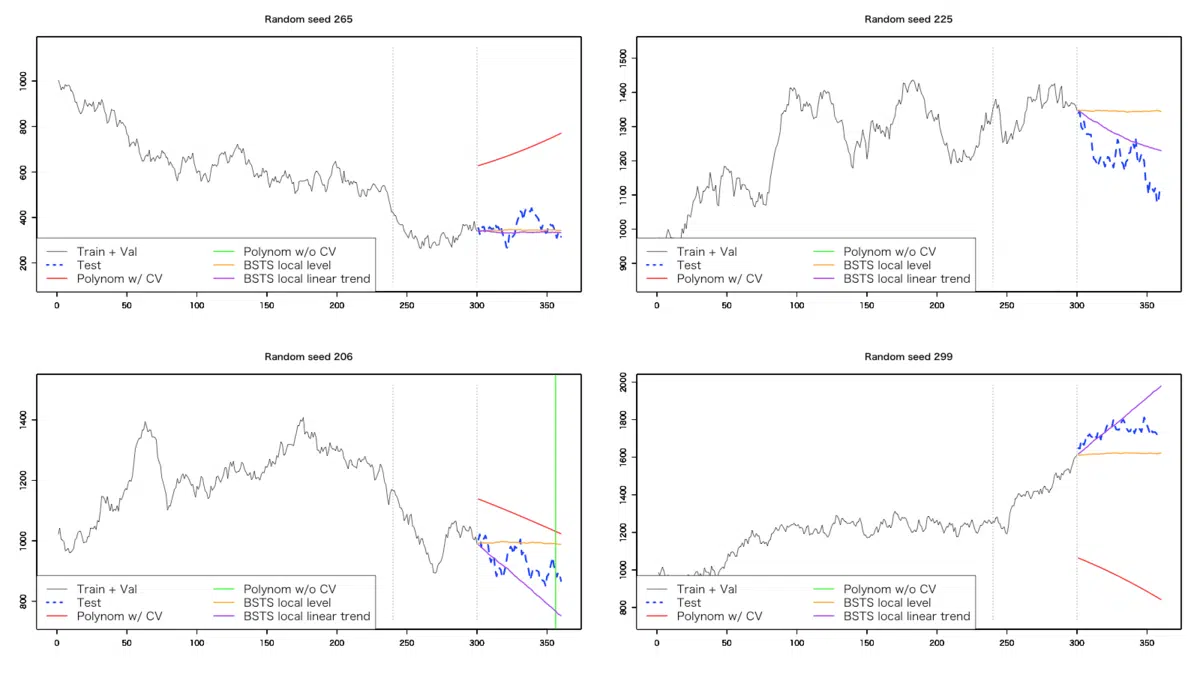 Random seed 265
1000
800
600
400
200
Train + Val
Test
Polynom w/ CV
Polynom w/o CV
BSTS local level
BSTS local linear trend
0 50 100 150 200 250 300 350
Random seed 225
1500
1400
1300
1200
1100
1000
900
Train + Val
Test
Polynom w/ CV
Polynom w/o CV
BSTS local level
BSTS local linear trend
0 50 100 150 200 250 300 350
Random seed 206
1400
1200
1000
800
Train + Val
Test
Polynom w/ CV
Polynom w/o CV
BSTS local level
BSTS local linear trend
0 50 100 150 200 250 300 350
Random seed 299
2000
1800
1600
1400
1200
1000
800
Train + Val
Test
Polynom w/ CV
Polynom w/o CV
BSTS local level
BSTS local linear trend
0 50 100 150 200 250 300 350